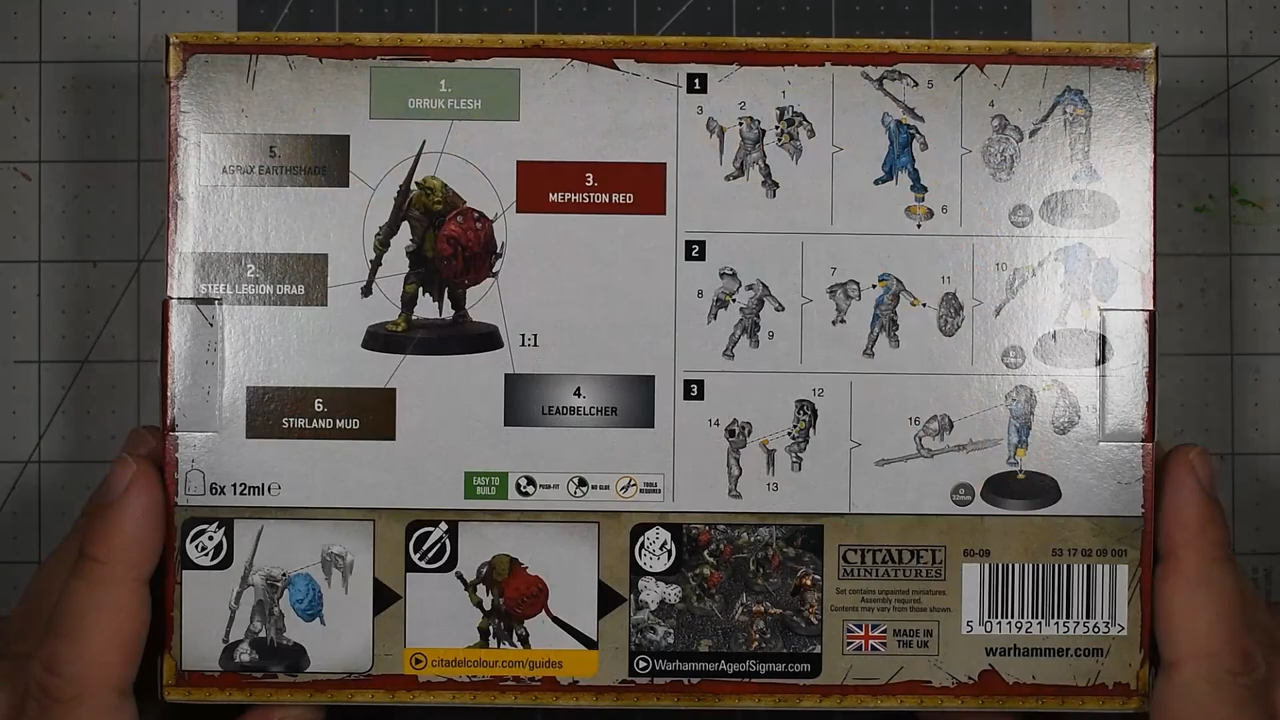 1.
ORRUK FLESH
5.
AGRAX EARTHSHADE
3.
MEPHISTON RED
2.
STEEL LEGION DRAB
1:1
6.
STIRLAND MUD
4.
LEADBELCHER
6x 12ml ℮
EASY TO
BUILD
PUSH-FIT
NO GLUE
TOOLS
REQUIRED
1
3
2
1
5
6
4
32mm
2
8
9
7
11
10
32mm
3
14
13
12
16
32mm
citadelcolour.com/guides
WarhammerAgeofSigmar.com
CITADEL
MINIATURES
Set contains unpainted miniatures.
Assembly required.
Contents may vary from those shown.
MADE IN
THE UK
60-09 53 17 02 09 001
5 011921 157563 >
warhammer.com